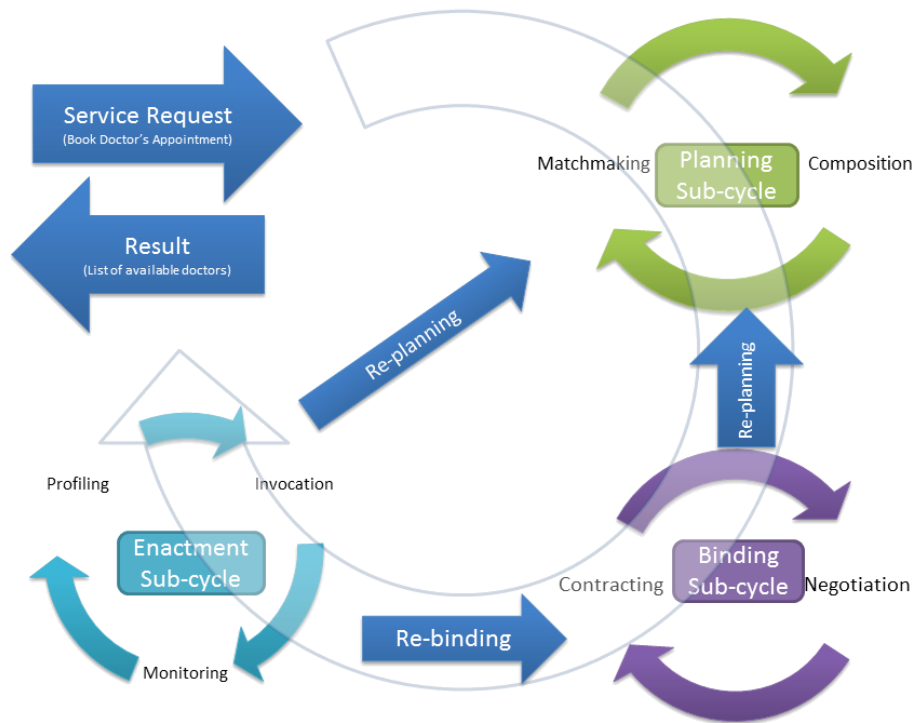 Service Request
(Book Doctor's Appointment)
Result
(List of available doctors)
Matchmaking
Planning
Sub-cycle
Composition
Re-planning
Re-planning
Profiling
Invocation
Enactment
Sub-cycle
Monitoring
Re-binding
Contracting
Binding
Sub-cycle
Negotiation